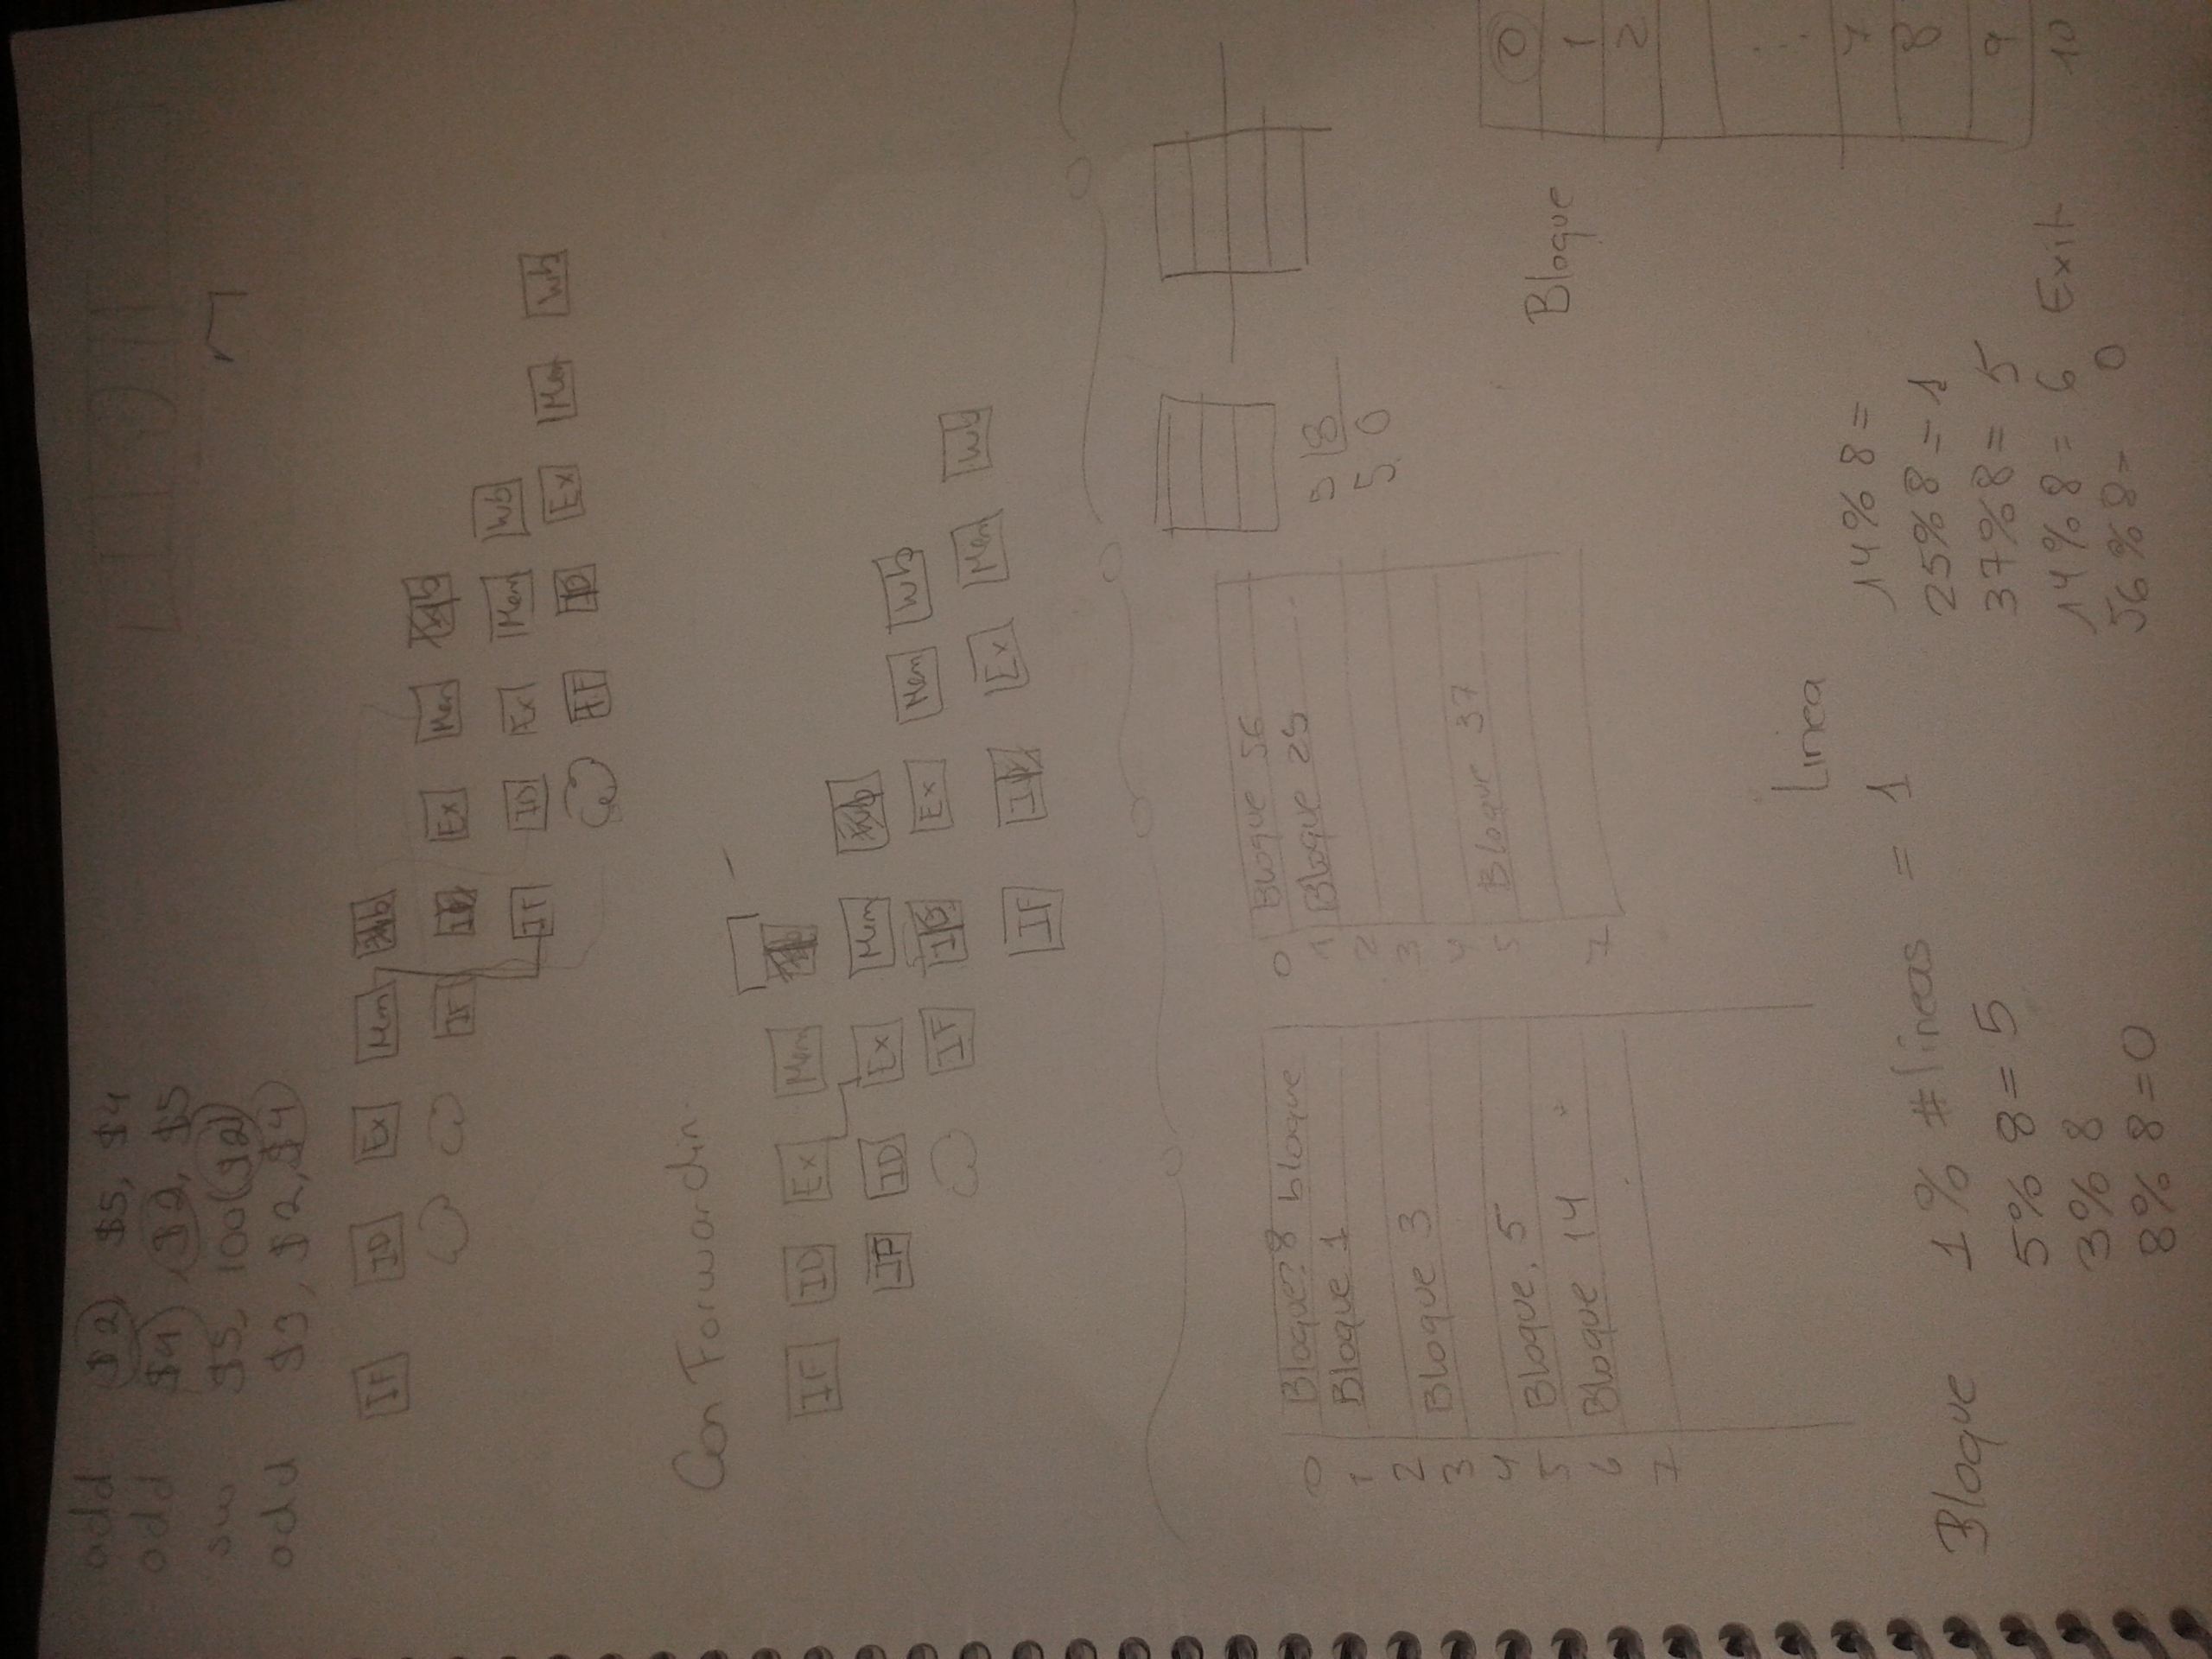 add $2, $5, $4
add $4, $2, $5
sw $5, 100($2)
add $3, $2, $4
IF ID Ex Mem Wb
IF ID Ex Mem Wb
IF ID Ex Mem Wb
IF ID Ex Mem Wb
Con Forwardin.
IF ID Ex Mem Wb
IF ID Ex Mem Wb
IF ID Ex Mem Wb
IF ID Ex Mem Wb
0 Bloque?8 bloque
1 Bloque 1
2
3 Bloque 3
4
5 Bloque. 5
6 Bloque 14
7
0 Bloque 56
1 Bloque 25
2
3
4
5 Bloque 37
7
5 8
5 0
Bloque
0
1
2
7
8
9
10
Linea
Bloque 1% #lineas = 1
5% 8 = 5
3% 8
8% 8 = 0
14% 8 =
25% 8 = 1
37% 8 = 5
14% 8 = 6 Exit
56% 8 = 0